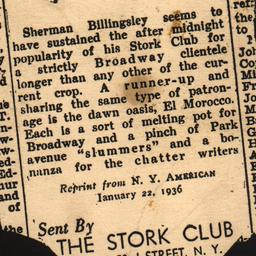 Sherman Billingsley seems to
have sustained the after midnight
popularity of his Stork Club for
a strictly Broadway clientele
longer than any other of the cur-
rent crop. A runner-up and
sharing the same type of patron-
age is the dawn oasis, El Morocco.
Each is a sort of melting pot for
Broadway and a pinch of Park
avenue "slummers" and a bo-
nanza for the chatter writers
Reprint from N. Y. AMERICAN
January 22, 1936
Sent By
THE STORK CLUB
STREET, N. Y.